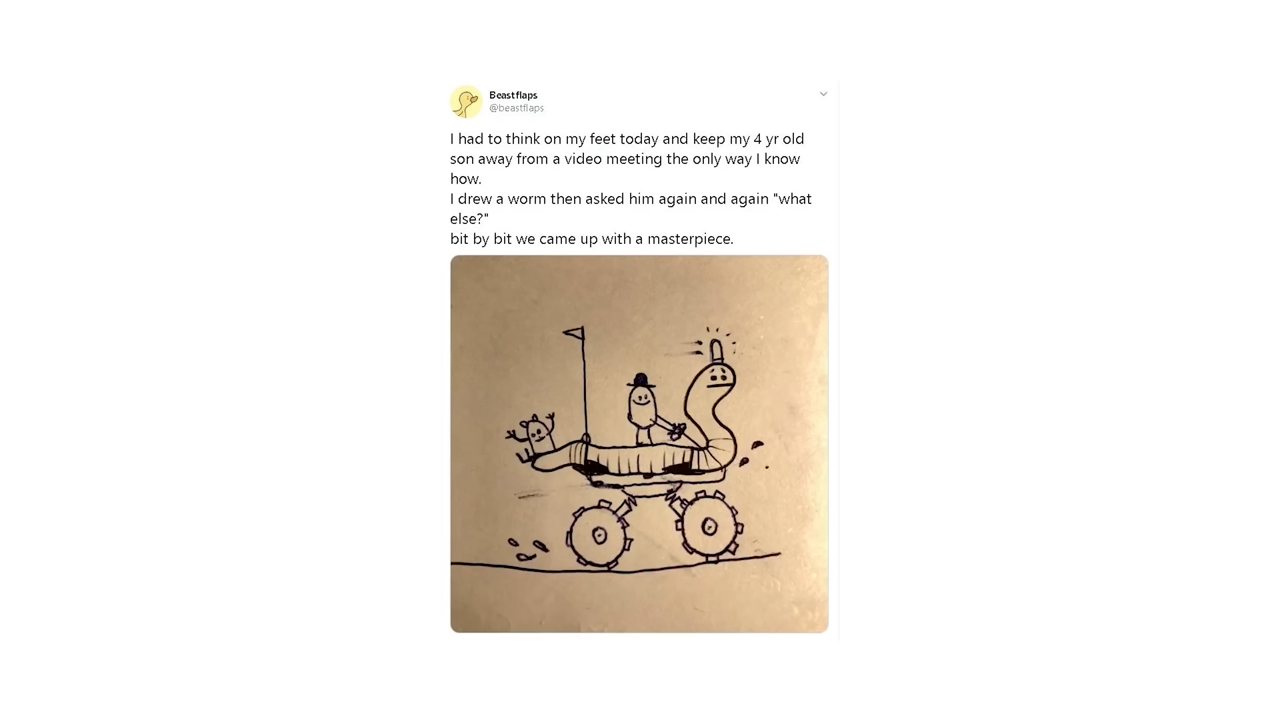 Beastflaps
@beastflaps
I had to think on my feet today and keep my 4 yr old
son away from a video meeting the only way I know
how.
I drew a worm then asked him again and again "what
else?"
bit by bit we came up with a masterpiece.